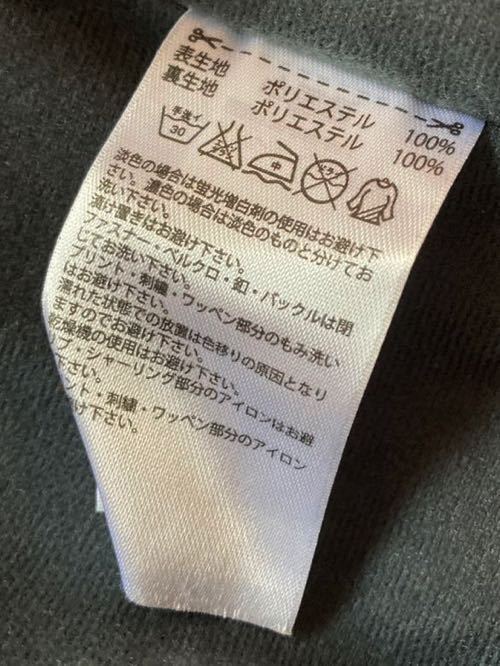 表生地 ポリエステル 100%
裏生地 ポリエステル 100%
手洗イ 30 中
淡色の場合は蛍光増白剤の使用はお避け下
さい。濃色の場合は淡色のものと分けてお
洗い下さい。
漬け置きはお避け下さい。
ファスナー・ベルクロ・釦・バックルは閉
じてお洗い下さい。
プリント・刺繍・ワッペン部分のもみ洗い
はお避け下さい。
濡れた状態での放置は色移りの原因となり
ますのでお避け下さい。
乾燥機の使用はお避け下さい。
プ・シャーリング部分のアイロンはお避
下さい。
ント・刺繍・ワッペン部分のアイロン
け下さい。